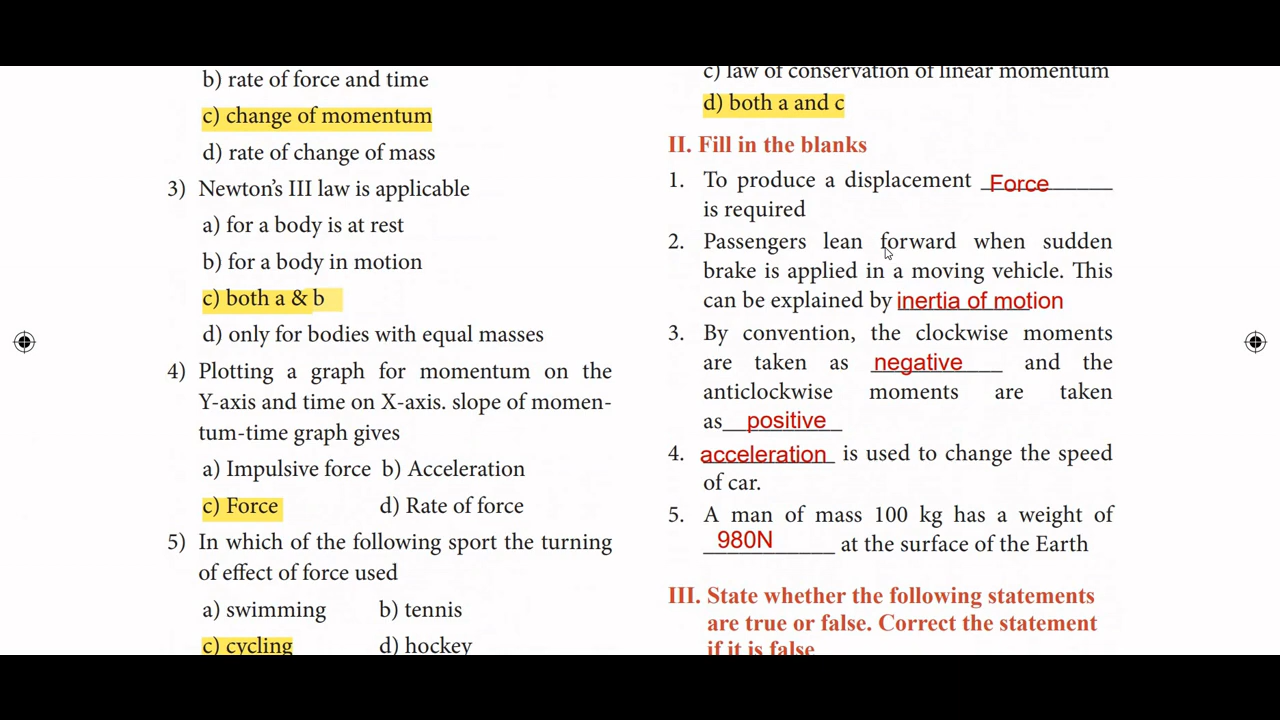 b) rate of force and time
c) change of momentum
d) rate of change of mass
3) Newton's III law is applicable
a) for a body is at rest
b) for a body in motion
c) both a & b
d) only for bodies with equal masses
4) Plotting a graph for momentum on the
Y-axis and time on X-axis. slope of momen-
tum-time graph gives
a) Impulsive force b) Acceleration
c) Force d) Rate of force
5) In which of the following sport the turning
of effect of force used
a) swimming b) tennis
c) cycling d) hockey
c) law of conservation of linear momentum
d) both a and c
II. Fill in the blanks
1. To produce a displacement Force
is required
2. Passengers lean forward when sudden
brake is applied in a moving vehicle. This
can be explained by inertia of motion
3. By convention, the clockwise moments
are taken as negative and the
anticlockwise moments are taken
as positive
4. acceleration is used to change the speed
of car.
5. A man of mass 100 kg has a weight of
980N at the surface of the Earth
III. State whether the following statements
are true or false. Correct the statement
if it is false